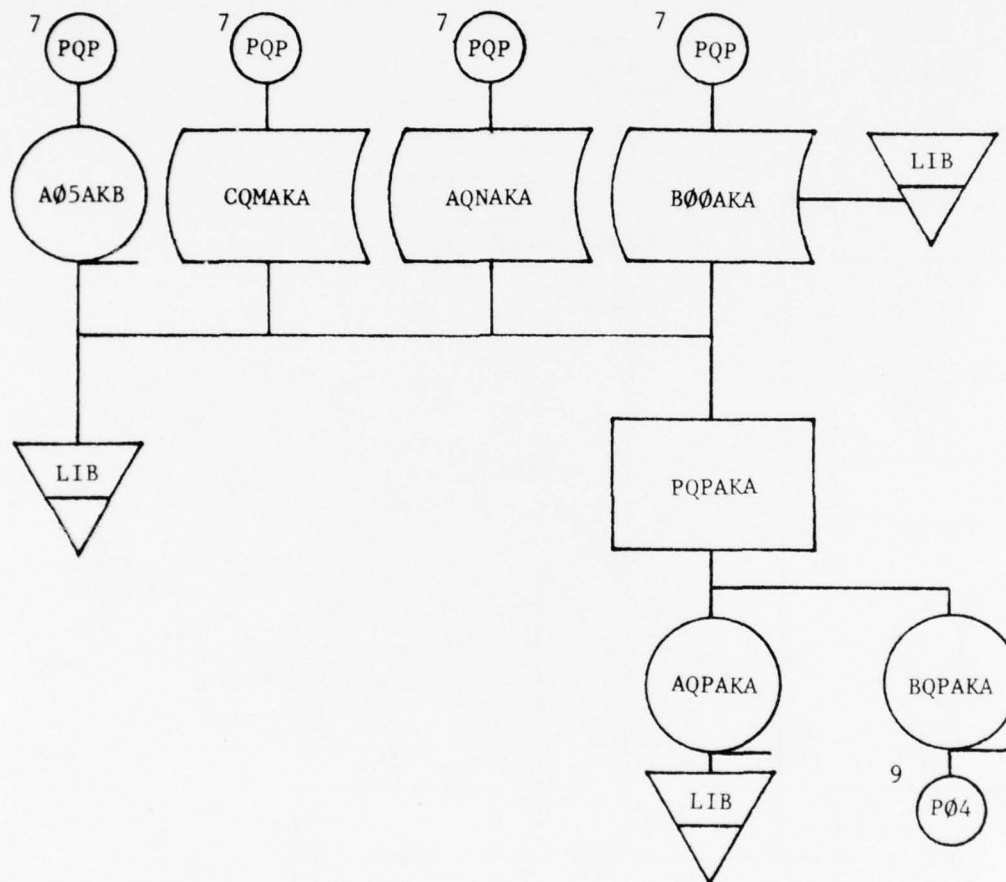 7 PQP 7 PQP 7 PQP 7 PQP
LIB
AØ5AKB CQMAKA AQNAKA BØØAKA
LIB
PQPAKA
AQPAKA BQPAKA
9
LIB PØ4